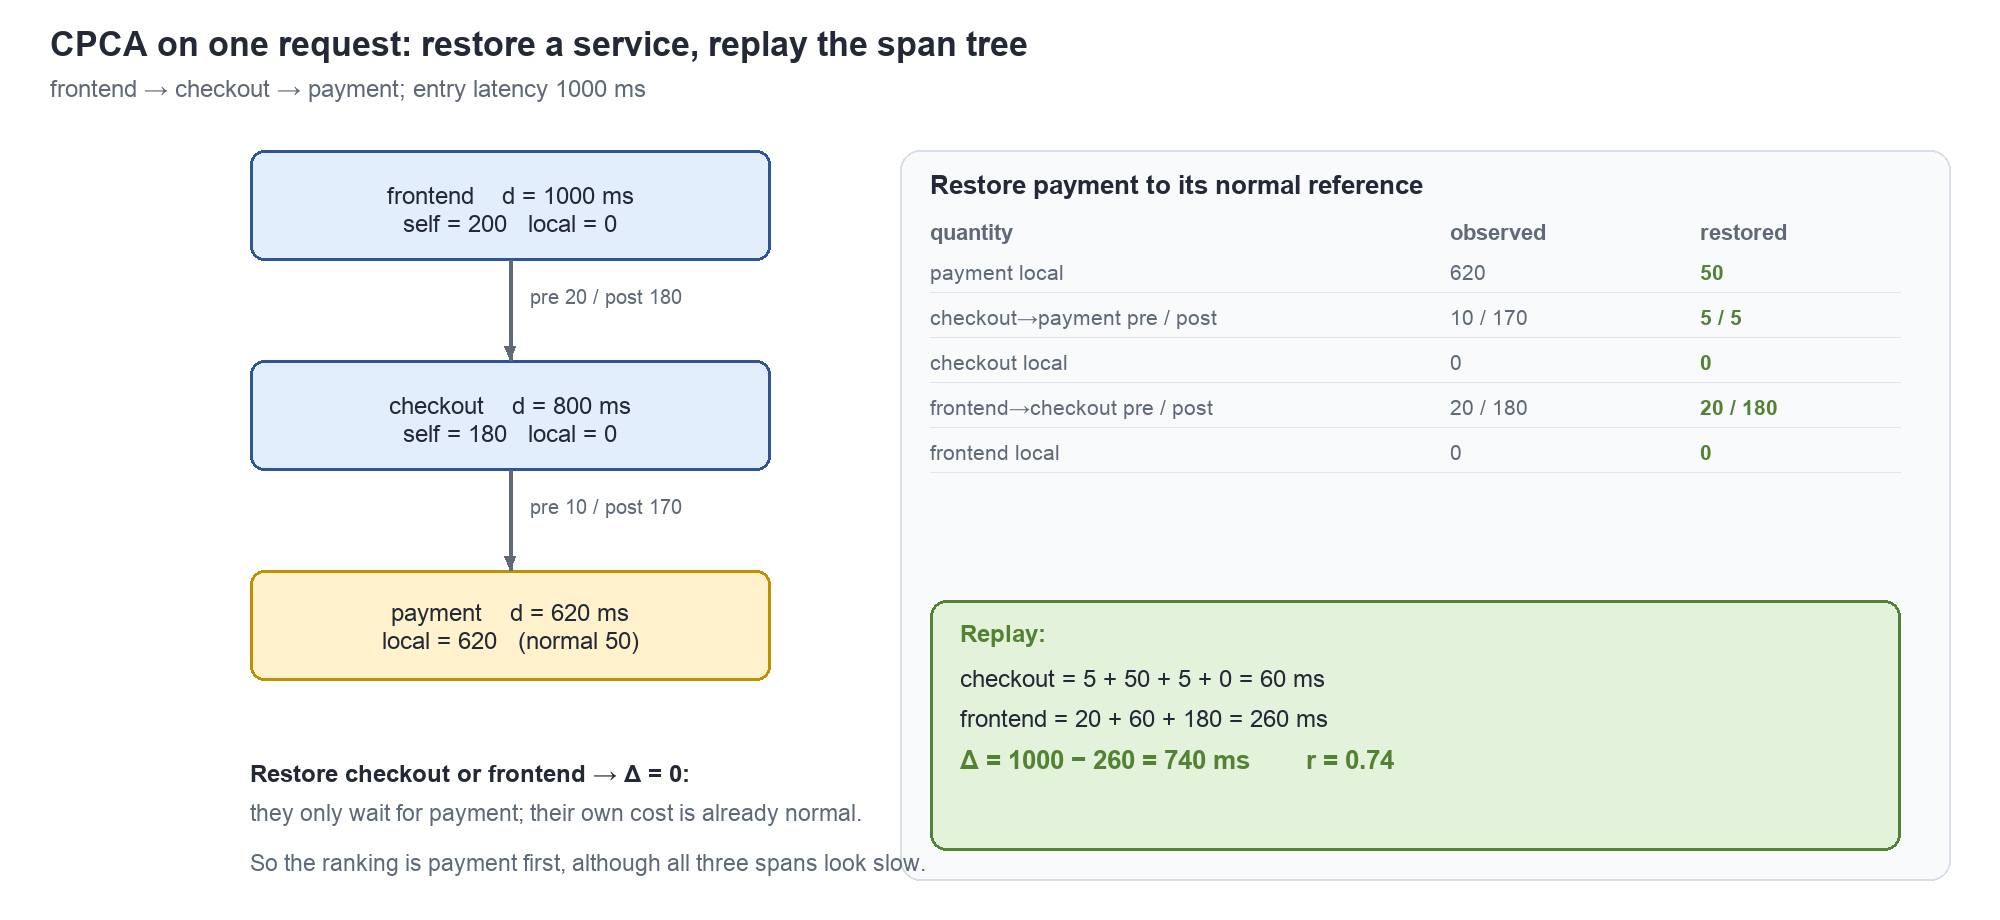 CPCA on one request: restore a service, replay the span tree
frontend → checkout → payment; entry latency 1000 ms
frontend d = 1000 ms
self = 200 local = 0
pre 20 / post 180
checkout d = 800 ms
self = 180 local = 0
pre 10 / post 170
payment d = 620 ms
local = 620 (normal 50)
Restore checkout or frontend → Δ = 0:
they only wait for payment; their own cost is already normal.
So the ranking is payment first, although all three spans look slow.
Restore payment to its normal reference
quantity observed restored
payment local 620 50
checkout→payment pre / post 10 / 170 5 / 5
checkout local 0 0
frontend→checkout pre / post 20 / 180 20 / 180
frontend local 0 0
Replay:
checkout = 5 + 50 + 5 + 0 = 60 ms
frontend = 20 + 60 + 180 = 260 ms
Δ = 1000 − 260 = 740 ms r = 0.74